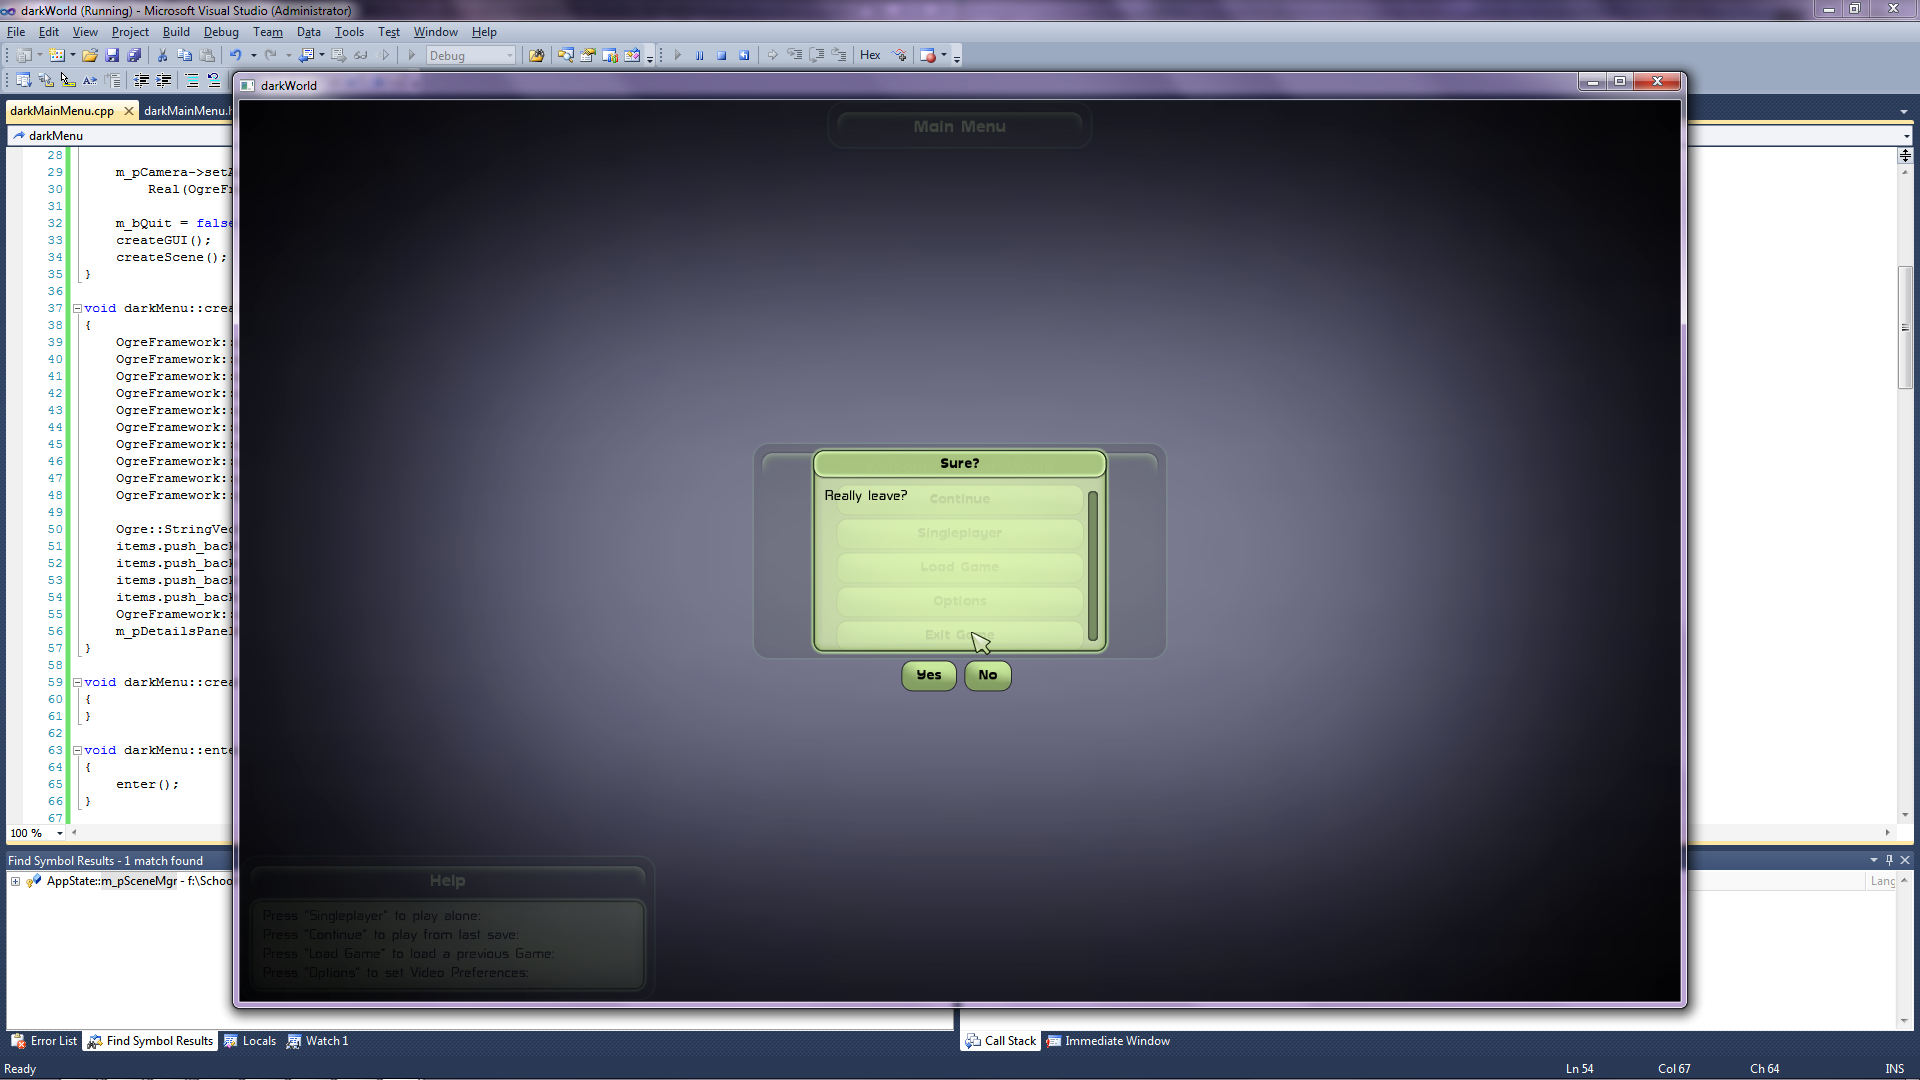 darkWorld (Running) - Microsoft Visual Studio (Administrator)
File Edit View Project Build Debug Team Data Tools Test Window Help
Debug
Hex
darkWorld
darkMainMenu.cpp
darkMainMenu.h
darkMenu
28
29 m_pCamera->setA
30 Real(OgreFr
31
32 m_bQuit = false
33 createGUI();
34 createScene();
35 }
36
37 void darkMenu::crea
38 {
39 OgreFramework::
40 OgreFramework::
41 OgreFramework::
42 OgreFramework::
43 OgreFramework::
44 OgreFramework::
45 OgreFramework::
46 OgreFramework::
47 OgreFramework::
48 OgreFramework::
49
50 Ogre::StringVec
51 items.push_back
52 items.push_back
53 items.push_back
54 items.push_back
55 OgreFramework::
56 m_pDetailsPanel
57 }
58
59 void darkMenu::crea
60 {
61 }
62
63 void darkMenu::ente
64 {
65 enter();
66 }
67
100 %
Main Menu
Sure?
Really leave?
Continue
Singleplayer
Load Game
Options
Exit Game
Yes No
Help
Press "Singleplayer" to play alone:
Press "Continue" to play from last save:
Press "Load Game" to load a previous Game:
Press "Options" to set Video Preferences:
Find Symbol Results - 1 match found
AppState::m_pSceneMgr - f:\Schoo
Lang
Error List Find Symbol Results Locals Watch 1
Call Stack Immediate Window
Ready Ln 54 Col 67 Ch 64 INS